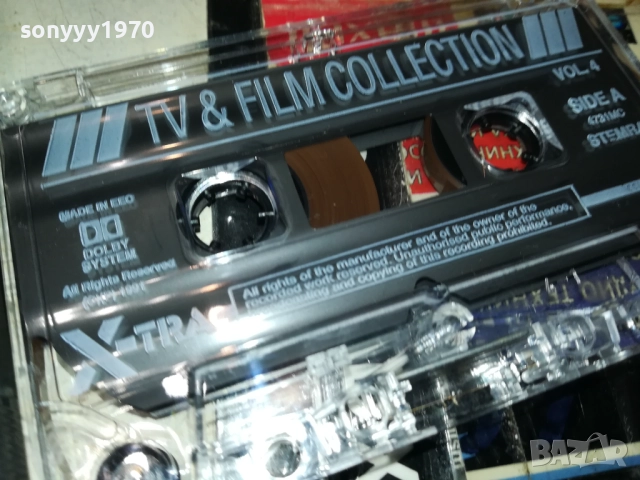 sonyyy1970
TV & FILM COLLECTION
VOL. 4
SIDE A
4731MC
STEMRA
MADE IN EEC
DOLBY
SYSTEM
All Rights Reserved
X-TRA
All rights of the manufacturer and of the owner of the
recorded work reserved. Unauthorised public performance,
broadcasting and copying of this recording prohibited.
BAZAR
bg